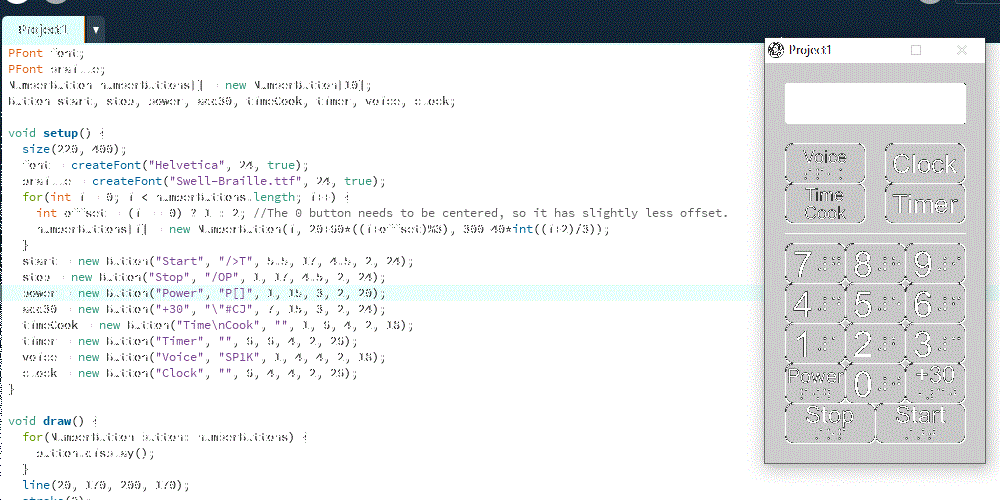 Project1
PFont font;
PFont braille;
NumberButton numberButtons[] = new NumberButton[10];
Button start, stop, power, add30, timeCook, timer, voice, clock;
void setup() {
size(220, 400);
font = createFont("Helvetica", 24, true);
braille = createFont("Swell-Braille.ttf", 24, true);
for(int i = 0; i < numberButtons.length; i++) {
int offset = (i == 0) ? 1 : 2; //The 0 button needs to be centered, so it has slightly less offset.
numberButtons[i] = new NumberButton(i, 20+60*((i+offset)%3), 300-40*int((i+2)/3));
}
start = new Button("Start", "/>T", 5.5, 17, 4.5, 2, 24);
stop = new Button("Stop", "/OP", 1, 17, 4.5, 2, 24);
power = new Button("Power", "P[]", 1, 15, 3, 2, 20);
add30 = new Button("+30", "\"#CJ", 7, 15, 3, 2, 24);
timeCook = new Button("Time\nCook", "", 1, 6, 4, 2, 18);
timer = new Button("Timer", "", 6, 6, 4, 2, 26);
voice = new Button("Voice", "SP1K", 1, 4, 4, 2, 18);
clock = new Button("Clock", "", 6, 4, 4, 2, 26);
}
void draw() {
for(NumberButton button: numberButtons) {
button.display();
}
line(20, 170, 200, 170);
Project1
Voice Clock
Time
Cook
Timer
7 8 9
4 5 6
1 2 3
Power 0 +30
Stop Start